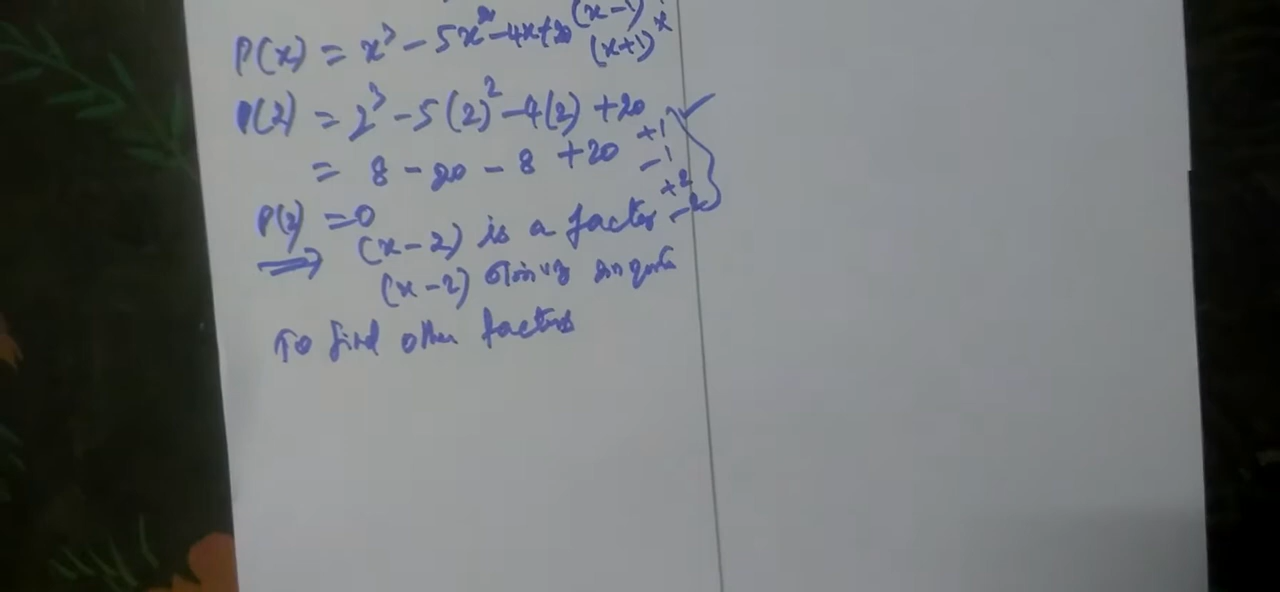 P(x) = x³ - 5x² - 4x + 20 (x-1) x
(x+1)
P(2) = 2³ - 5(2)² - 4(2) + 20 ✓
= 8 - 20 - 8 + 20 +1
-1
+2
-2
P(2) = 0
⟹ (x-2) is a factor
(x-2)
To find other factors